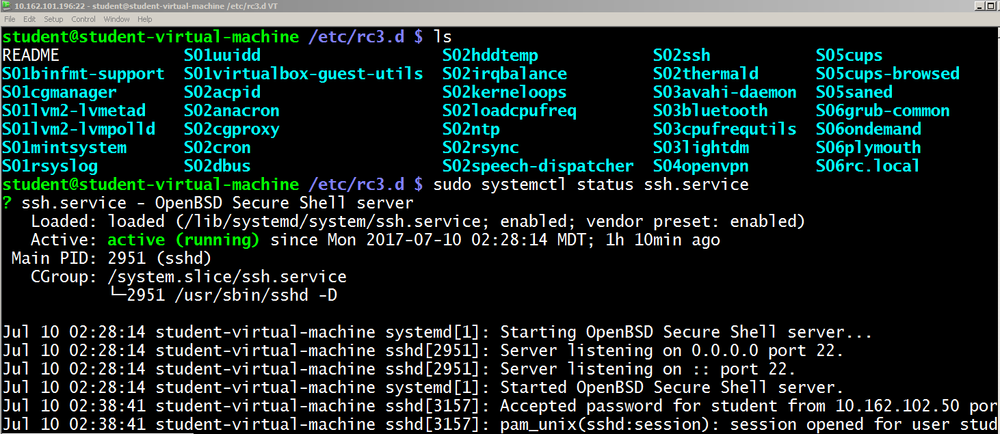 10.162.101.196:22 - student@student-virtual-machine /etc/rc3.d VT
File Edit Setup Control Window Help
student@student-virtual-machine /etc/rc3.d $ ls
README S01uuidd S02hddtemp S02ssh S05cups
S01binfmt-support S01virtualbox-guest-utils S02irqbalance S02thermald S05cups-browsed
S01cgmanager S02acpid S02kerneloops S03avahi-daemon S05saned
S01lvm2-lvmetad S02anacron S02loadcpufreq S03bluetooth S06grub-common
S01lvm2-lvmpolld S02cgproxy S02ntp S03cpufrequtils S06ondemand
S01mintsystem S02cron S02rsync S03lightdm S06plymouth
S01rsyslog S02dbus S02speech-dispatcher S04openvpn S06rc.local
student@student-virtual-machine /etc/rc3.d $ sudo systemctl status ssh.service
? ssh.service - OpenBSD Secure Shell server
Loaded: loaded (/lib/systemd/system/ssh.service; enabled; vendor preset: enabled)
Active: active (running) since Mon 2017-07-10 02:28:14 MDT; 1h 10min ago
Main PID: 2951 (sshd)
CGroup: /system.slice/ssh.service
└─2951 /usr/sbin/sshd -D
Jul 10 02:28:14 student-virtual-machine systemd[1]: Starting OpenBSD Secure Shell server...
Jul 10 02:28:14 student-virtual-machine sshd[2951]: Server listening on 0.0.0.0 port 22.
Jul 10 02:28:14 student-virtual-machine sshd[2951]: Server listening on :: port 22.
Jul 10 02:28:14 student-virtual-machine systemd[1]: Started OpenBSD Secure Shell server.
Jul 10 02:38:41 student-virtual-machine sshd[3157]: Accepted password for student from 10.162.102.50 por
Jul 10 02:38:41 student-virtual-machine sshd[3157]: pam_unix(sshd:session): session opened for user stud